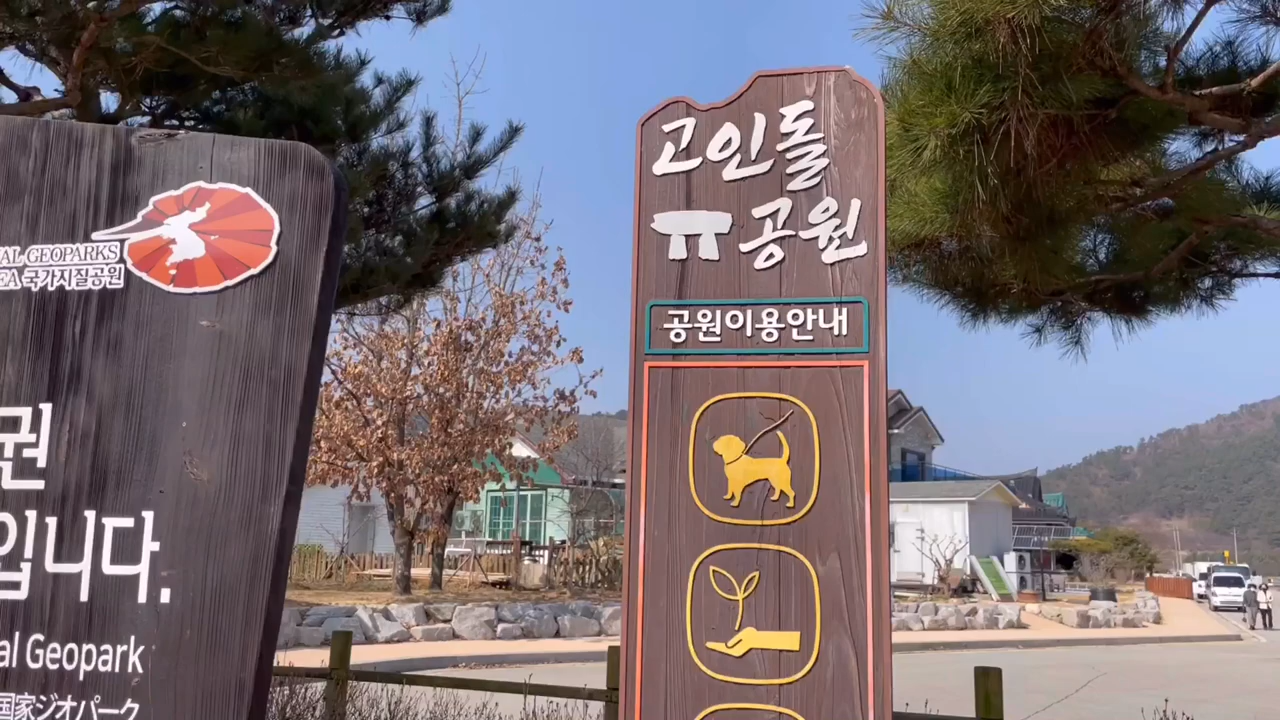 AL GEOPARKS
EA 국가지질공원
권
입니다.
al Geopark
国家ジオパーク
고인돌
공원
공원이용안내